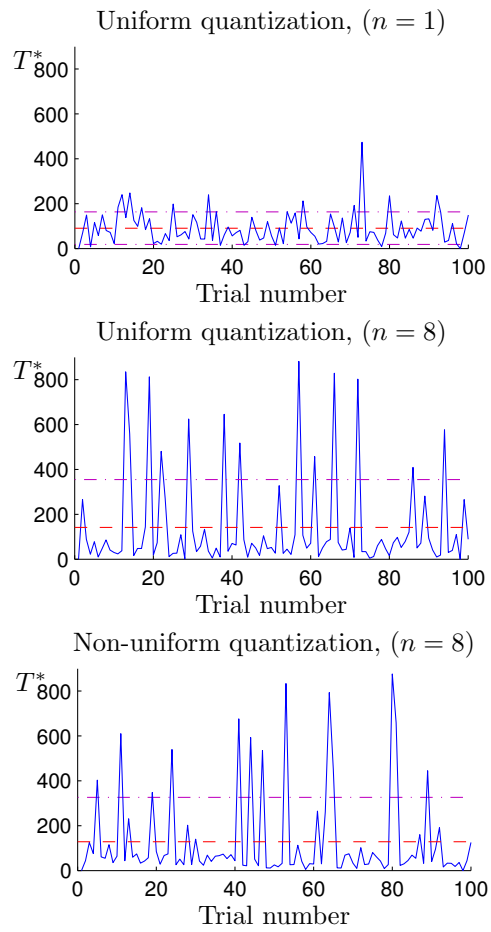 Uniform quantization, (n = 1)
T*
800
600
400
200
0
0 20 40 60 80 100
Trial number
Uniform quantization, (n = 8)
T*
800
600
400
200
0
0 20 40 60 80 100
Trial number
Non-uniform quantization, (n = 8)
T*
800
600
400
200
0
0 20 40 60 80 100
Trial number